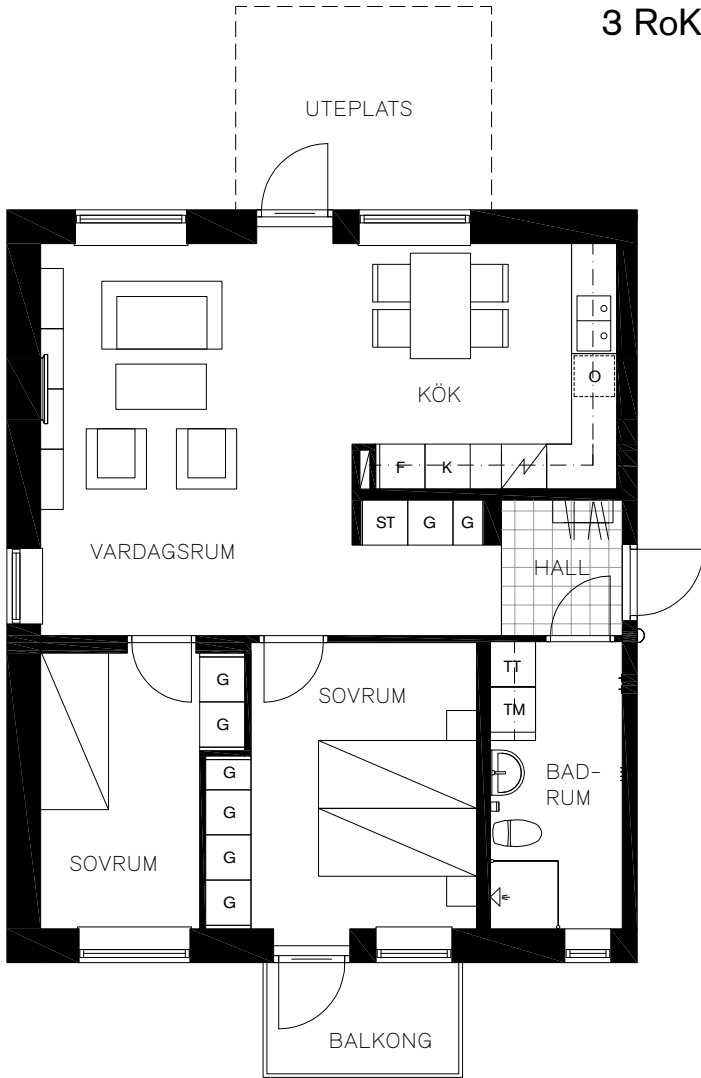 3 RoK
UTEPLATS
O
KÖK
F K
ST G G
VARDAGSRUM
HALL
G
SOVRUM
TT
G
TM
G
BAD-
RUM
G
SOVRUM
G
G
BALKONG